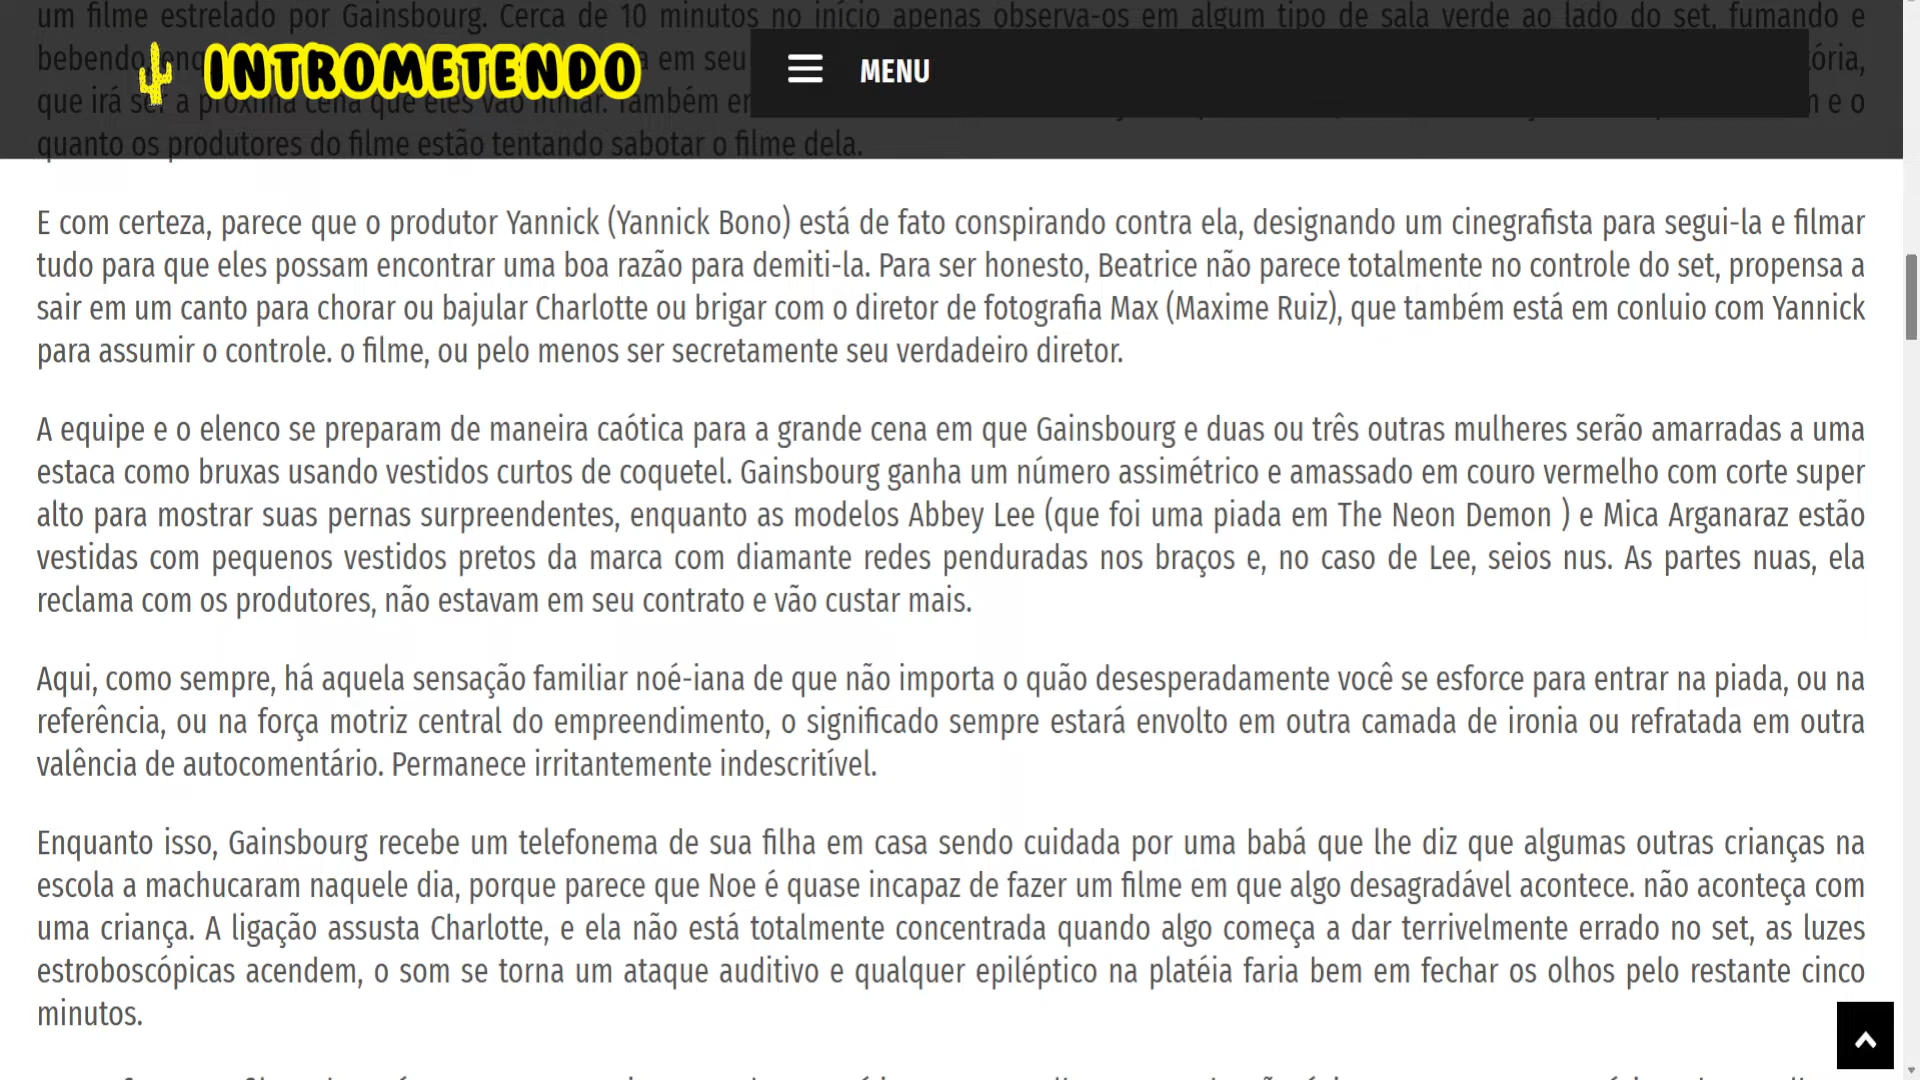 um filme estrelado por Gainsbourg. Cerca de 10 minutos no início apenas observa-os em algum tipo de sala verde ao lado do set, fumando e
bebendo
em seu
tória,
INTROMETENDO
MENU
que irá ser a próxima cena que eles vão filmar. Também
e o
quanto os produtores do filme estão tentando sabotar o filme dela.
E com certeza, parece que o produtor Yannick (Yannick Bono) está de fato conspirando contra ela, designando um cinegrafista para segui-la e filmar
tudo para que eles possam encontrar uma boa razão para demiti-la. Para ser honesto, Beatrice não parece totalmente no controle do set, propensa a
sair em um canto para chorar ou bajular Charlotte ou brigar com o diretor de fotografia Max (Maxime Ruiz), que também está em conluio com Yannick
para assumir o controle. o filme, ou pelo menos ser secretamente seu verdadeiro diretor.
A equipe e o elenco se preparam de maneira caótica para a grande cena em que Gainsbourg e duas ou três outras mulheres serão amarradas a uma
estaca como bruxas usando vestidos curtos de coquetel. Gainsbourg ganha um número assimétrico e amassado em couro vermelho com corte super
alto para mostrar suas pernas surpreendentes, enquanto as modelos Abbey Lee (que foi uma piada em The Neon Demon ) e Mica Arganaraz estão
vestidas com pequenos vestidos pretos da marca com diamante redes penduradas nos braços e, no caso de Lee, seios nus. As partes nuas, ela
reclama com os produtores, não estavam em seu contrato e vão custar mais.
Aqui, como sempre, há aquela sensação familiar noé-iana de que não importa o quão desesperadamente você se esforce para entrar na piada, ou na
referência, ou na força motriz central do empreendimento, o significado sempre estará envolto em outra camada de ironia ou refratada em outra
valência de autocomentário. Permanece irritantemente indescritível.
Enquanto isso, Gainsbourg recebe um telefonema de sua filha em casa sendo cuidada por uma babá que lhe diz que algumas outras crianças na
escola a machucaram naquele dia, porque parece que Noe é quase incapaz de fazer um filme em que algo desagradável acontece. não aconteça com
uma criança. A ligação assusta Charlotte, e ela não está totalmente concentrada quando algo começa a dar terrivelmente errado no set, as luzes
estroboscópicas acendem, o som se torna um ataque auditivo e qualquer epiléptico na platéia faria bem em fechar os olhos pelo restante cinco
minutos.